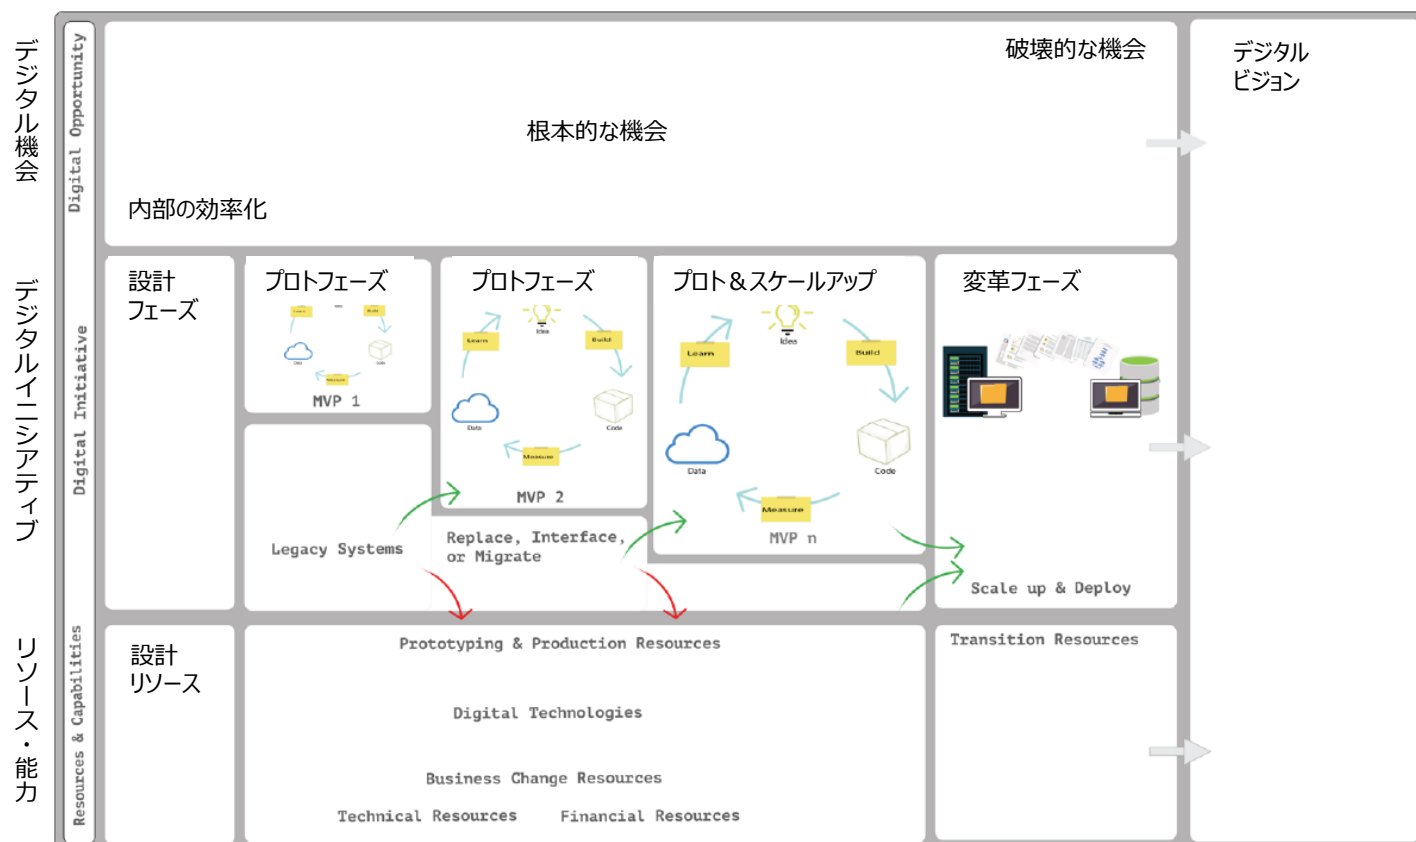 デジタル機会
Digital Opportunity
破壊的な機会
根本的な機会
内部の効率化
デジタル
ビジョン
デジタルイニシアティブ
Digital Initiative
設計
フェーズ
プロトフェーズ
Learn
Build
Data
Code
Measure
MVP 1
プロトフェーズ
Idea
Learn
Build
Data
Code
Measure
MVP 2
プロト＆スケールアップ
Idea
Learn
Build
Data
Code
Measure
MVP n
変革フェーズ
Legacy Systems
Replace, Interface,
or Migrate
Scale up & Deploy
リソース・能力
Resources & Capabilities
設計
リソース
Prototyping & Production Resources
Digital Technologies
Business Change Resources
Technical Resources
Financial Resources
Transition Resources